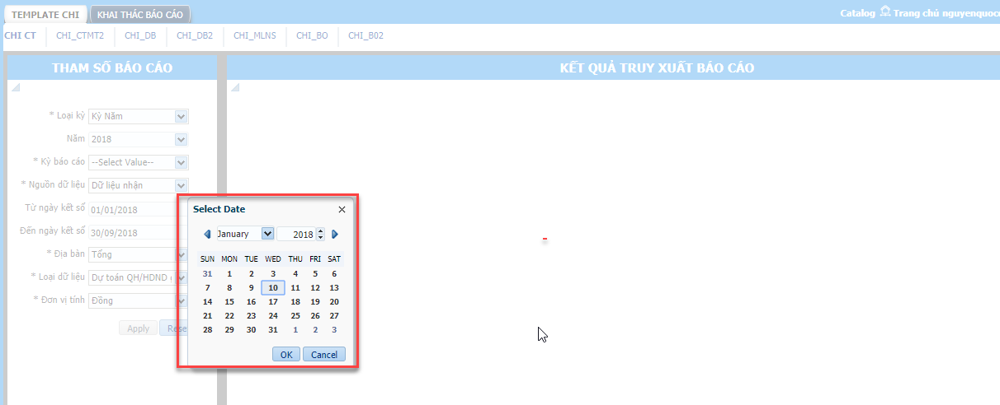 TEMPLATE CHI KHAI THÁC BÁO CÁO
Catalog Trang chủ
CHI CT CHI_CTMT2 CHI_DB CHI_DB2 CHI_MLNS CHI_BO CHI_B02
THAM SỐ BÁO CÁO
KẾT QUẢ TRUY XUẤT BÁO CÁO
* Loại kỳ Kỳ Năm
Năm 2018
* Kỳ báo cáo --Select Value--
* Nguồn dữ liệu Dữ liệu nhận
Từ ngày kết sổ 01/01/2018
Đến ngày kết sổ 30/09/2018
* Địa bàn Tổng
* Loại dữ liệu Dự toán QH/HDND
* Đơn vị tính Đồng
Apply
Select Date
January 2018
SUN MON TUE WED THU FRI SAT
31 1 2 3 4 5 6
7 8 9 10 11 12 13
14 15 16 17 18 19 20
21 22 23 24 25 26 27
28 29 30 31 1 2 3
OK Cancel